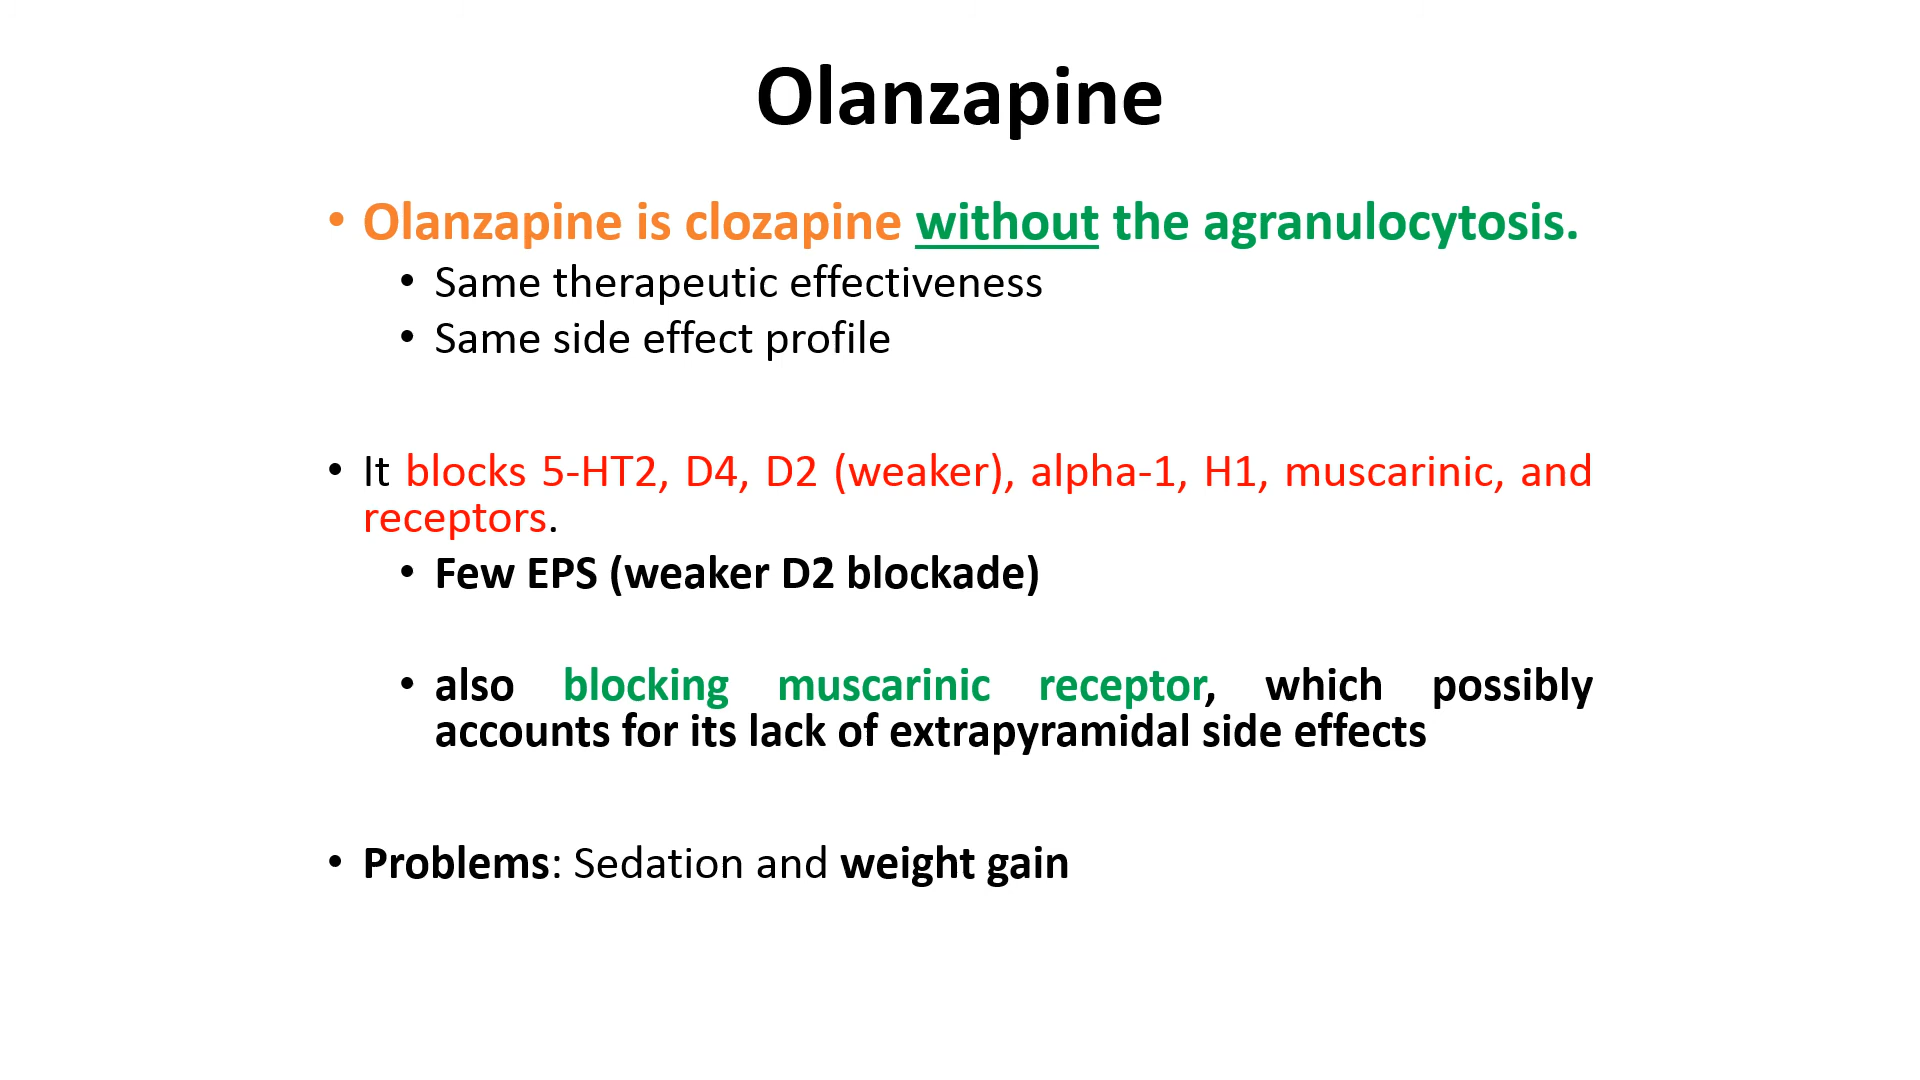 Olanzapine
• Olanzapine is clozapine without the agranulocytosis.
• Same therapeutic effectiveness
• Same side effect profile
• It blocks 5-HT2, D4, D2 (weaker), alpha-1, H1, muscarinic, and
receptors.
• Few EPS (weaker D2 blockade)
• also blocking muscarinic receptor, which possibly
accounts for its lack of extrapyramidal side effects
• Problems: Sedation and weight gain